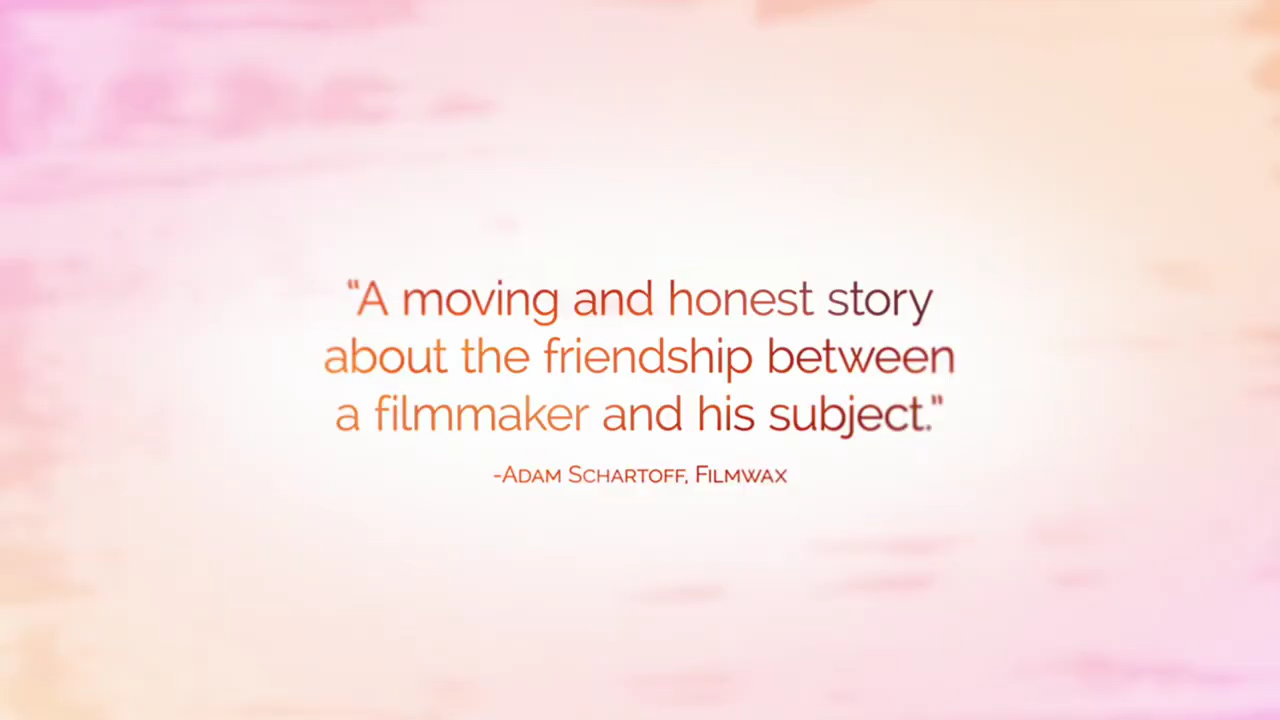 “A moving and honest story
about the friendship between
a filmmaker and his subject.”
-Adam Schartoff, Filmwax